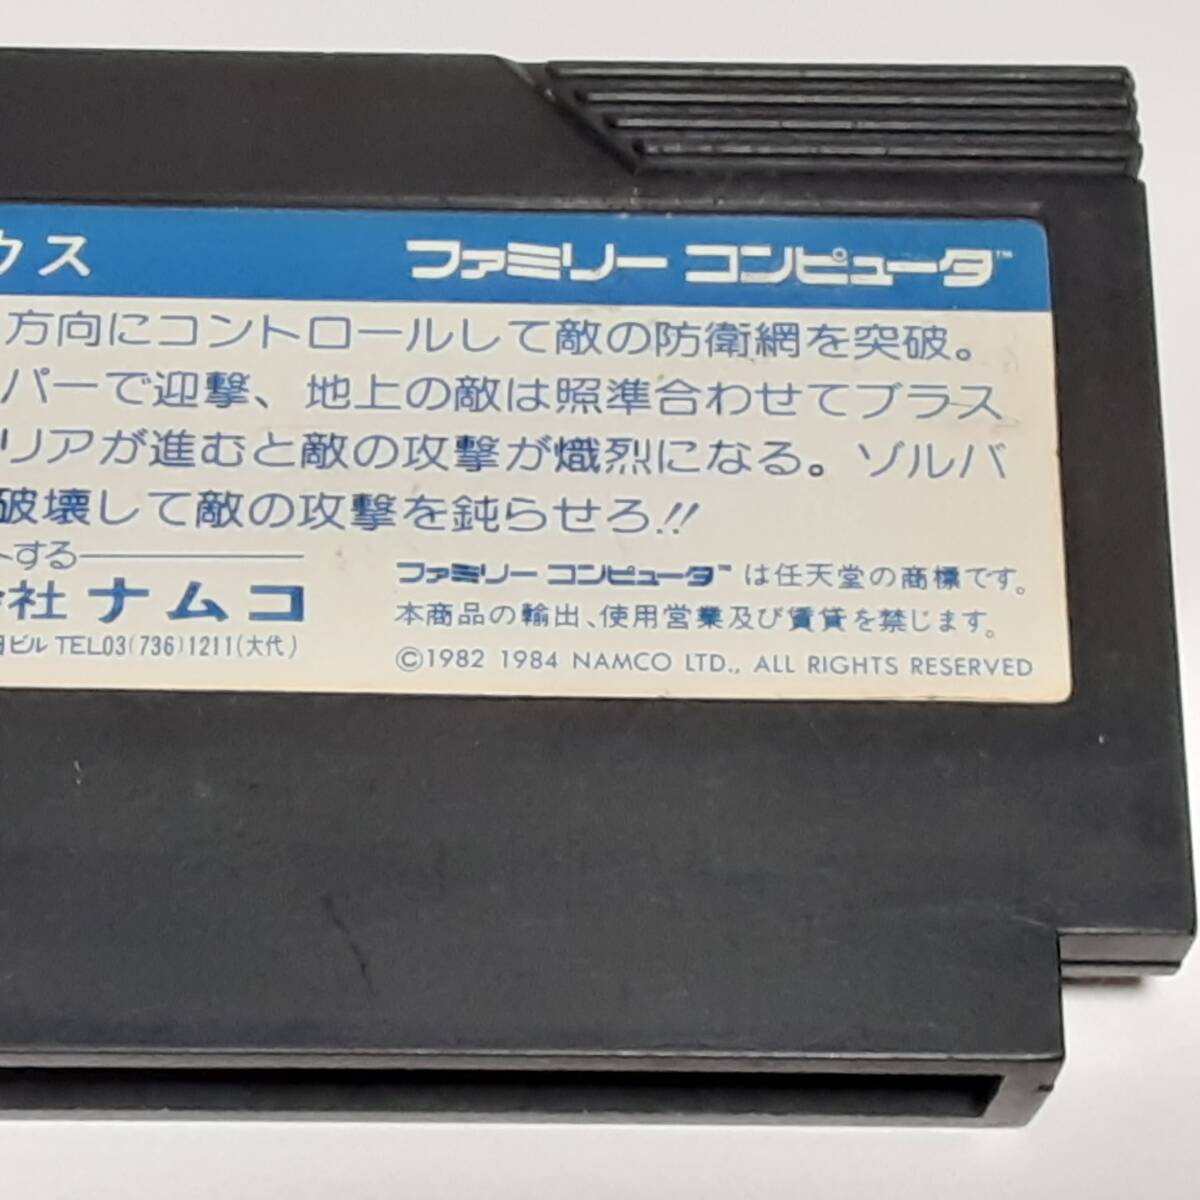 ウス ファミリー コンピュータ™
方向にコントロールして敵の防衛網を突破。
パーで迎撃、地上の敵は照準合わせてブラス
リアが進むと敵の攻撃が熾烈になる。ゾルバ
破壊して敵の攻撃を鈍らせろ!!
トする
会社 ナムコ
ビル TEL03(736)1211(大代)
ファミリー コンピュータ™は任天堂の商標です。
本商品の輸出、使用営業及び賃貸を禁じます。
©1982 1984 NAMCO LTD., ALL RIGHTS RESERVED